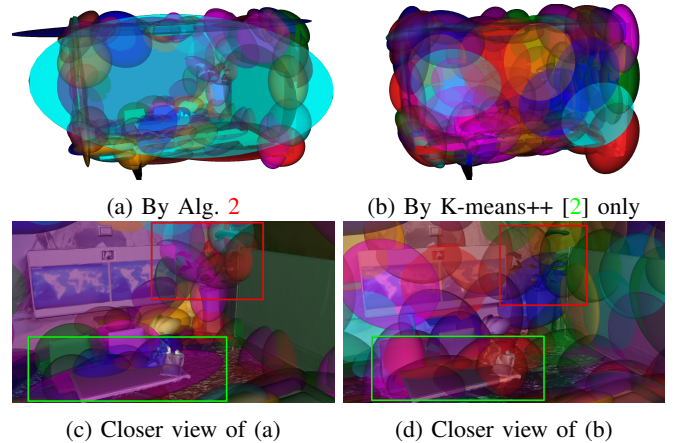 (a) By Alg. 2
(b) By K-means++ [2] only
(c) Closer view of (a)
(d) Closer view of (b)